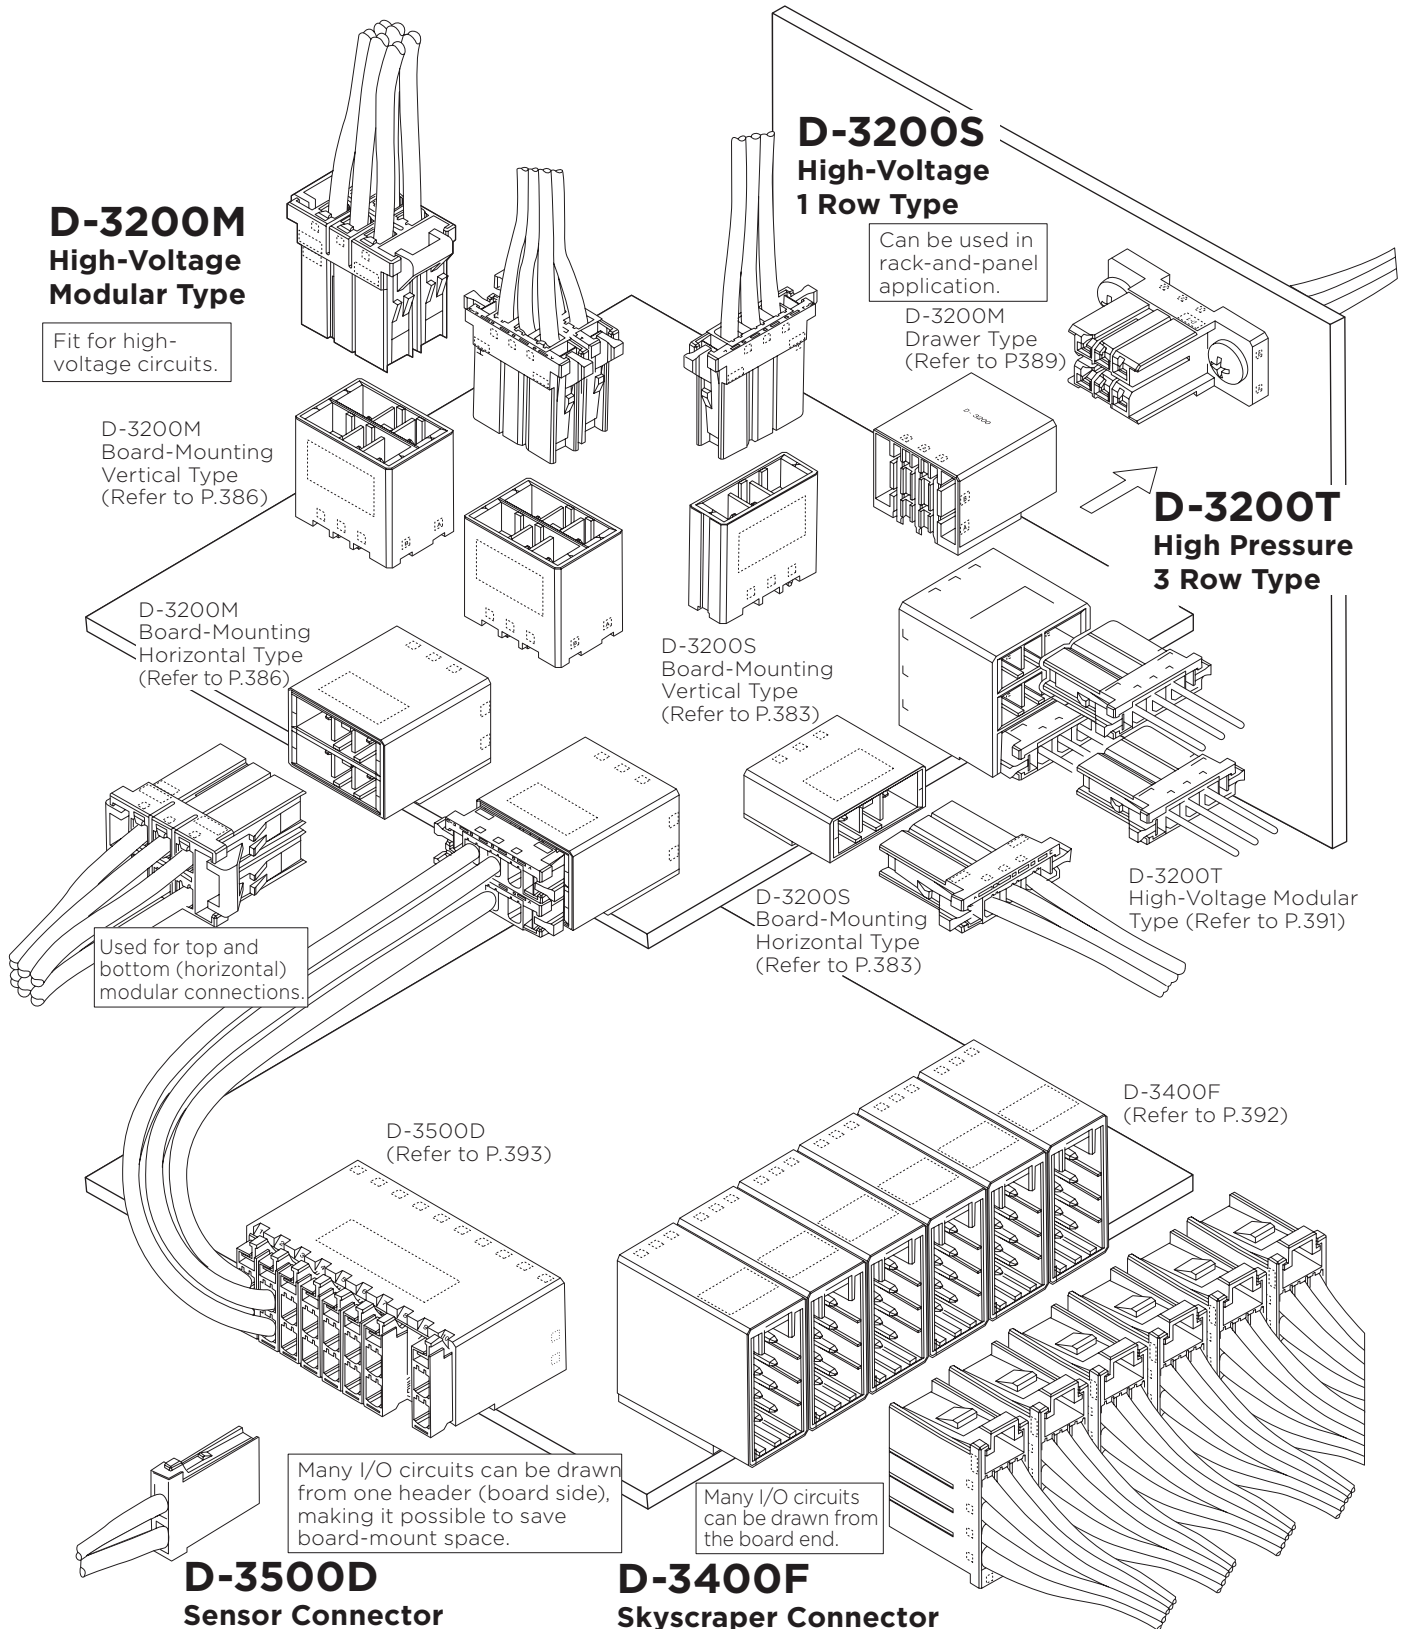 D-3200S
High-Voltage
1 Row Type
Can be used in
rack-and-panel
application.
D-3200M
High-Voltage
Modular Type
Fit for high-
voltage circuits.
D-3200M
Drawer Type
(Refer to P389)
D-3200
D-3200M
Board-Mounting
Vertical Type
(Refer to P.386)
D-3200T
High Pressure
3 Row Type
D-3200M
Board-Mounting
Horizontal Type
(Refer to P.386)
D-3200S
Board-Mounting
Vertical Type
(Refer to P.383)
D-3200T
High-Voltage Modular
Type (Refer to P.391)
D-3200S
Board-Mounting
Horizontal Type
(Refer to P.383)
Used for top and
bottom (horizontal)
modular connections.
D-3400F
(Refer to P.392)
D-3500D
(Refer to P.393)
Many I/O circuits can be drawn
from one header (board side),
making it possible to save
board-mount space.
Many I/O circuits
can be drawn from
the board end.
D-3500D
Sensor Connector
D-3400F
Skyscraper Connector